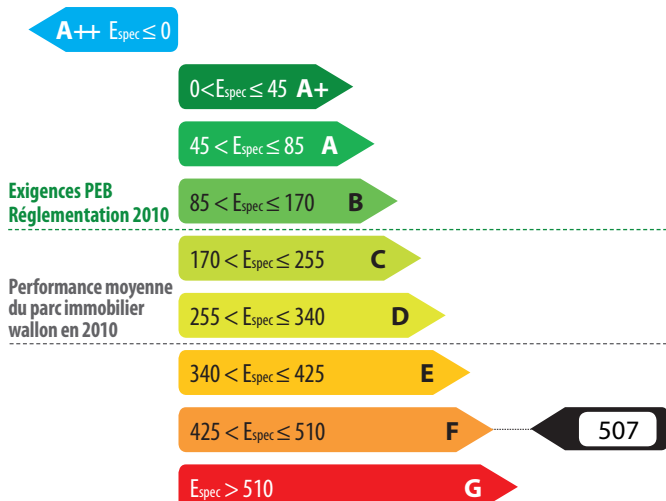 A++ Espec ≤ 0
0 < Espec ≤ 45 A+
45 < Espec ≤ 85 A
Exigences PEB
Réglementation 2010
85 < Espec ≤ 170 B
170 < Espec ≤ 255 C
Performance moyenne
du parc immobilier
wallon en 2010
255 < Espec ≤ 340 D
340 < Espec ≤ 425 E
425 < Espec ≤ 510 F
507
Espec > 510 G